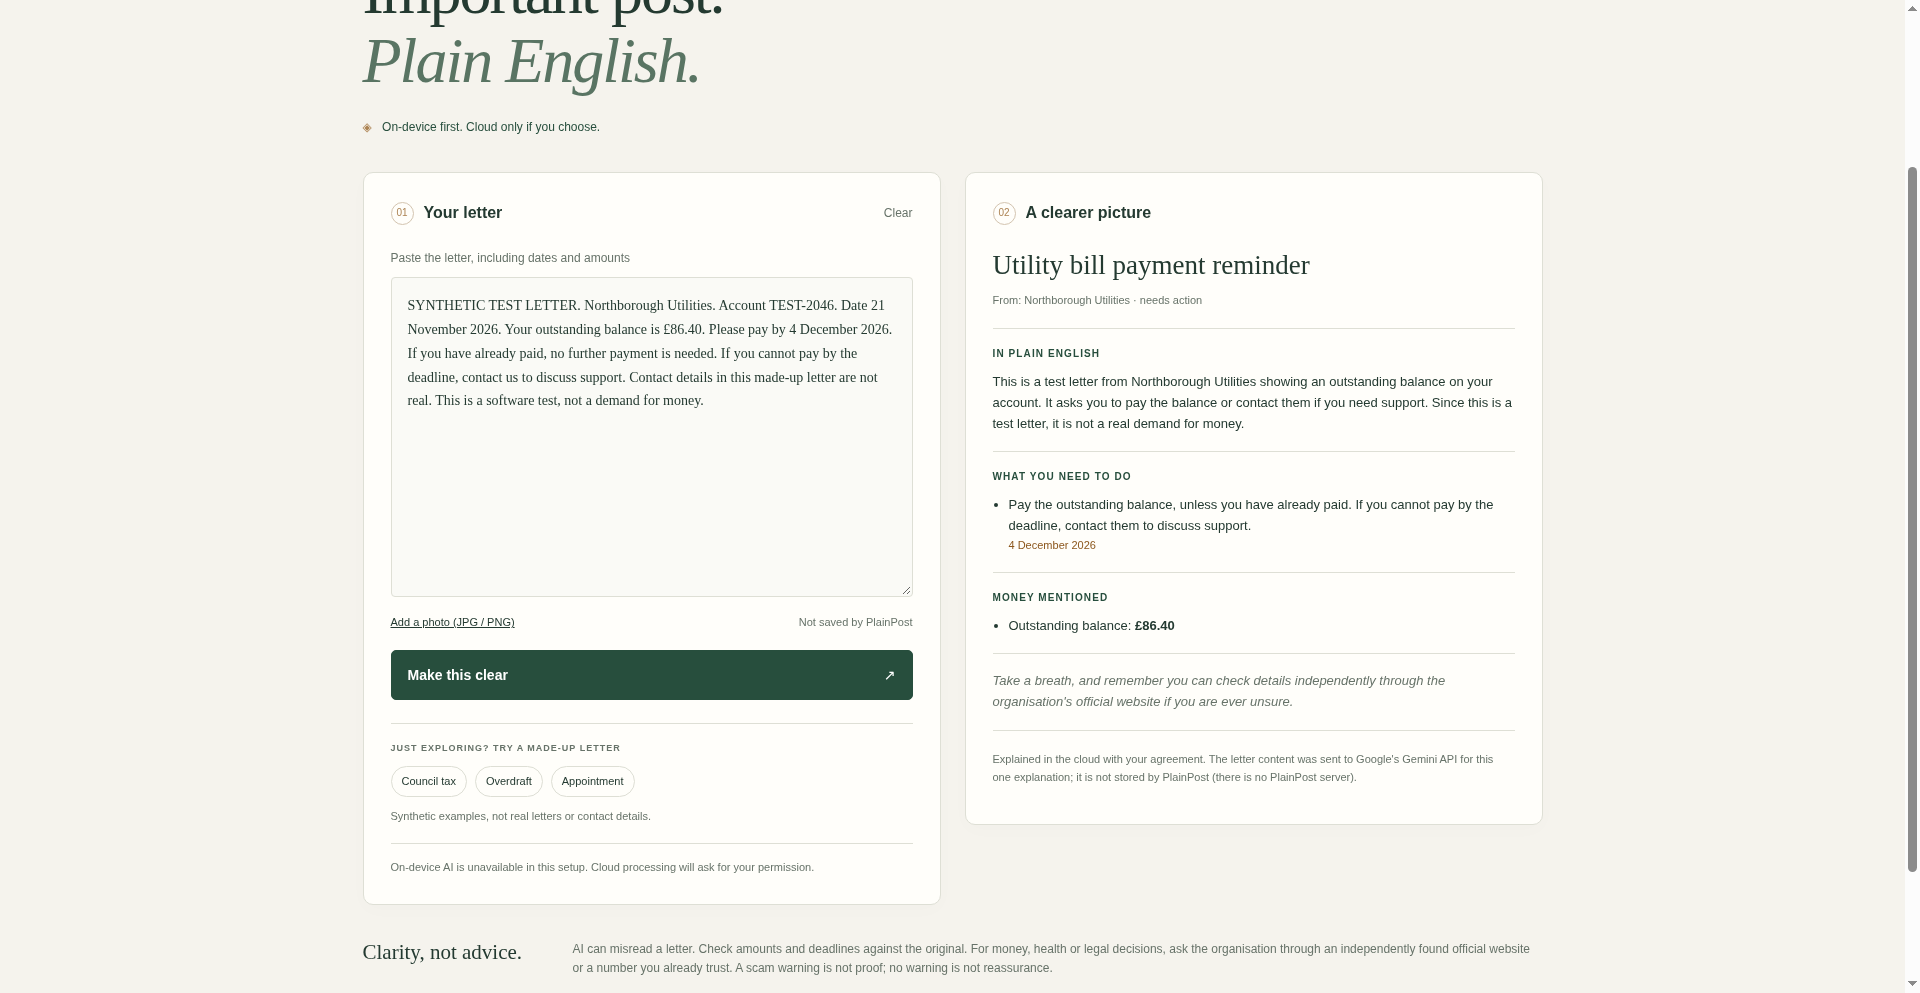 Important post.
Plain English.
◈ On-device first. Cloud only if you choose.
01 Your letter
Clear
Paste the letter, including dates and amounts
SYNTHETIC TEST LETTER. Northborough Utilities. Account TEST-2046. Date 21
November 2026. Your outstanding balance is £86.40. Please pay by 4 December 2026.
If you have already paid, no further payment is needed. If you cannot pay by the
deadline, contact us to discuss support. Contact details in this made-up letter are not
real. This is a software test, not a demand for money.
Add a photo (JPG / PNG)
Not saved by PlainPost
Make this clear ↗
JUST EXPLORING? TRY A MADE-UP LETTER
Council tax
Overdraft
Appointment
Synthetic examples, not real letters or contact details.
On-device AI is unavailable in this setup. Cloud processing will ask for your permission.
02 A clearer picture
Utility bill payment reminder
From: Northborough Utilities · needs action
IN PLAIN ENGLISH
This is a test letter from Northborough Utilities showing an outstanding balance on your
account. It asks you to pay the balance or contact them if you need support. Since this is a
test letter, it is not a real demand for money.
WHAT YOU NEED TO DO
• Pay the outstanding balance, unless you have already paid. If you cannot pay by the
deadline, contact them to discuss support.
4 December 2026
MONEY MENTIONED
• Outstanding balance: £86.40
Take a breath, and remember you can check details independently through the
organisation's official website if you are ever unsure.
Explained in the cloud with your agreement. The letter content was sent to Google's Gemini API for this
one explanation; it is not stored by PlainPost (there is no PlainPost server).
Clarity, not advice.
AI can misread a letter. Check amounts and deadlines against the original. For money, health or legal decisions, ask the organisation through an independently found official website
or a number you already trust. A scam warning is not proof; no warning is not reassurance.